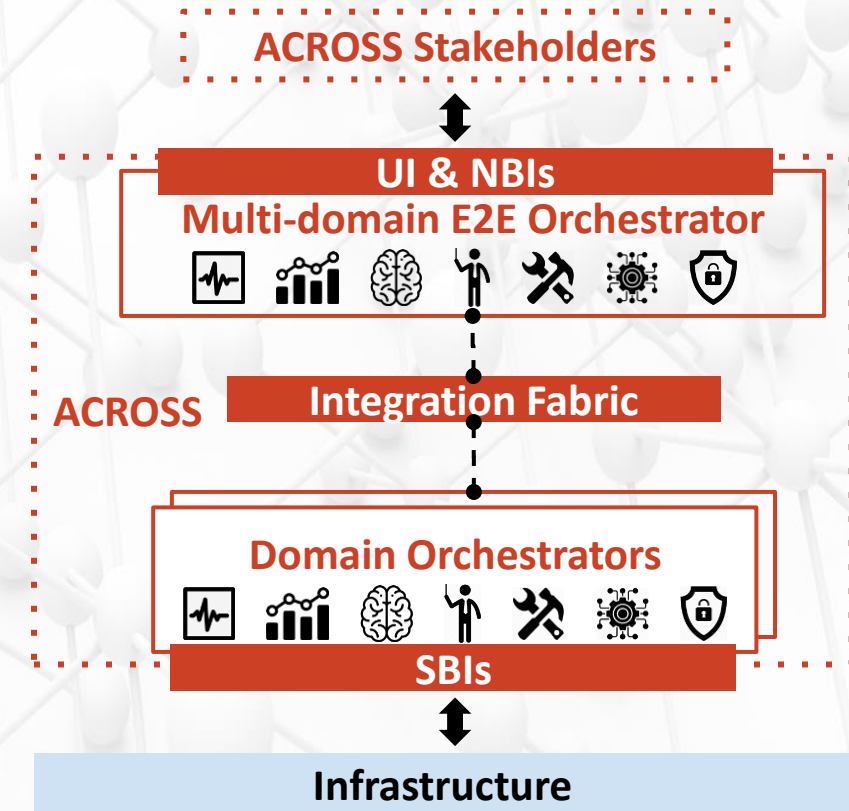 ACROSS Stakeholders
UI & NBIs
Multi-domain E2E Orchestrator
ACROSS
Integration Fabric
Domain Orchestrators
SBIs
Infrastructure